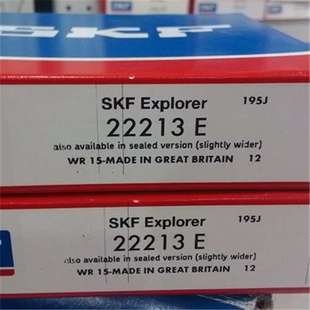 SKF
SKF Explorer 195J
22213 E
also available in sealed version (slightly wider)
WR 15-MADE IN GREAT BRITAIN 12
SKF Explorer 195J
22213 E
also available in sealed version (slightly wider)
WR 15-MADE IN GREAT BRITAIN 12